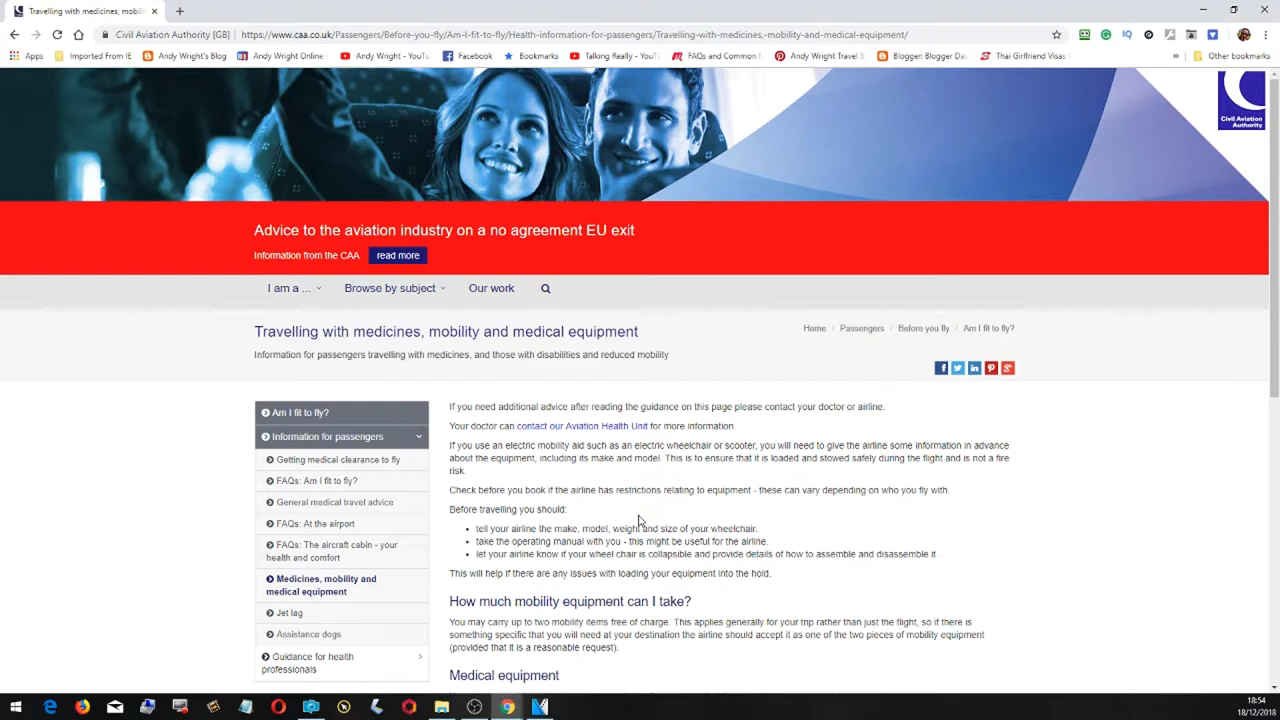 Travelling with medicines, mobili
Civil Aviation Authority [GB]
https://www.caa.co.uk/Passengers/Before-you-fly/Am-I-fit-to-fly/Health-information-for-passengers/Travelling-with-medicines,-mobility-and-medical-equipment/
Apps
Imported From IE
Andy Wright's Blog
Andy Wright Online
Andy Wright - YouTu
Facebook
Bookmarks
Talking Really - YouT
FAQs and Common
Andy Wright Travel B
Bloggen Blogger Da
Thai Girlfriend Visas
»
Other bookmarks
Civil Aviation
Authority
Advice to the aviation industry on a no agreement EU exit
Information from the CAA
read more
I am a ...
Browse by subject
Our work
Travelling with medicines, mobility and medical equipment
Home / Passengers / Before you fly / Am I fit to fly?
Information for passengers travelling with medicines, and those with disabilities and reduced mobility
Am I fit to fly?
Information for passengers
Getting medical clearance to fly
FAQs: Am I fit to fly?
General medical travel advice
FAQs: At the airport
FAQs: The aircraft cabin - your
health and comfort
Medicines, mobility and
medical equipment
Jet lag
Assistance dogs
Guidance for health
professionals
If you need additional advice after reading the guidance on this page please contact your doctor or airline.
Your doctor can contact our Aviation Health Unit for more information.
If you use an electric mobility aid such as an electric wheelchair or scooter, you will need to give the airline some information in advance
about the equipment, including its make and model. This is to ensure that it is loaded and stowed safely during the flight and is not a fire
risk.
Check before you book if the airline has restrictions relating to equipment - these can vary depending on who you fly with.
Before travelling you should:
tell your airline the make, model, weight and size of your wheelchair.
take the operating manual with you - this might be useful for the airline.
let your airline know if your wheel chair is collapsible and provide details of how to assemble and disassemble it.
This will help if there are any issues with loading your equipment into the hold.
How much mobility equipment can I take?
You may carry up to two mobility items free of charge. This applies generally for your trip rather than just the flight, so if there is
something specific that you will need at your destination the airline should accept it as one of the two pieces of mobility equipment
(provided that it is a reasonable request).
Medical equipment
18:54
18/12/2018